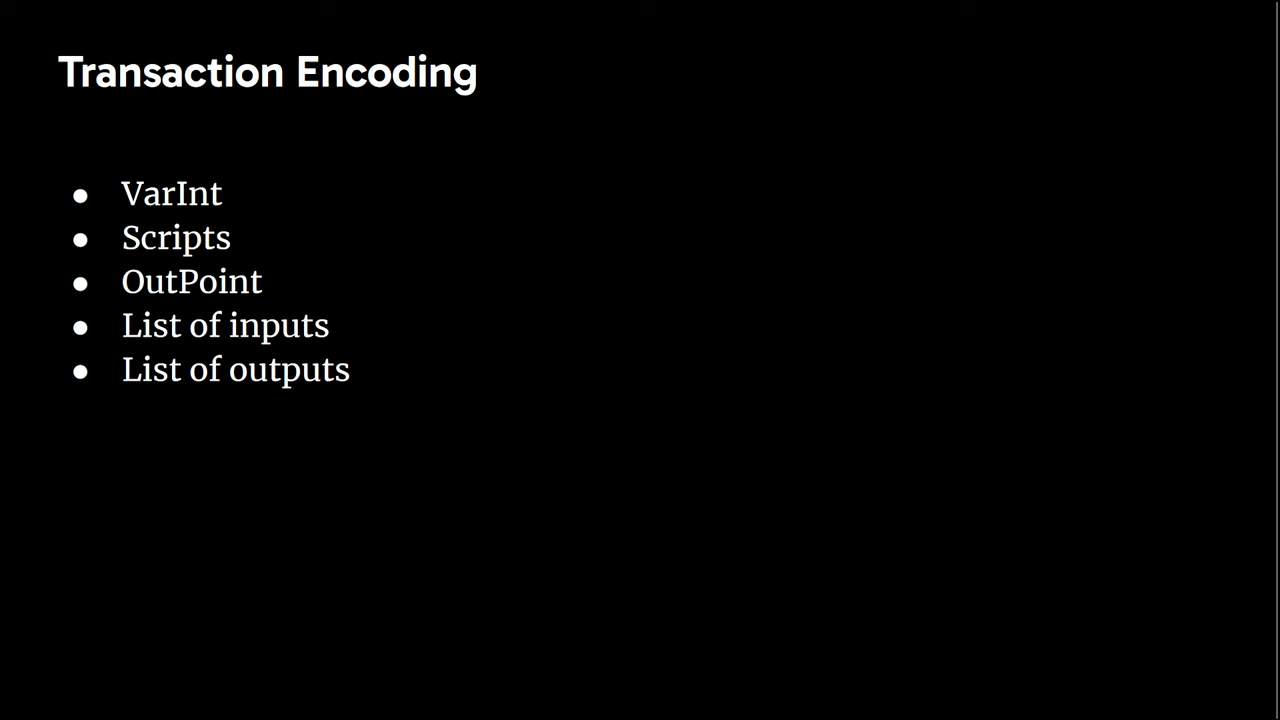 Transaction Encoding
● VarInt
● Scripts
● OutPoint
● List of inputs
● List of outputs